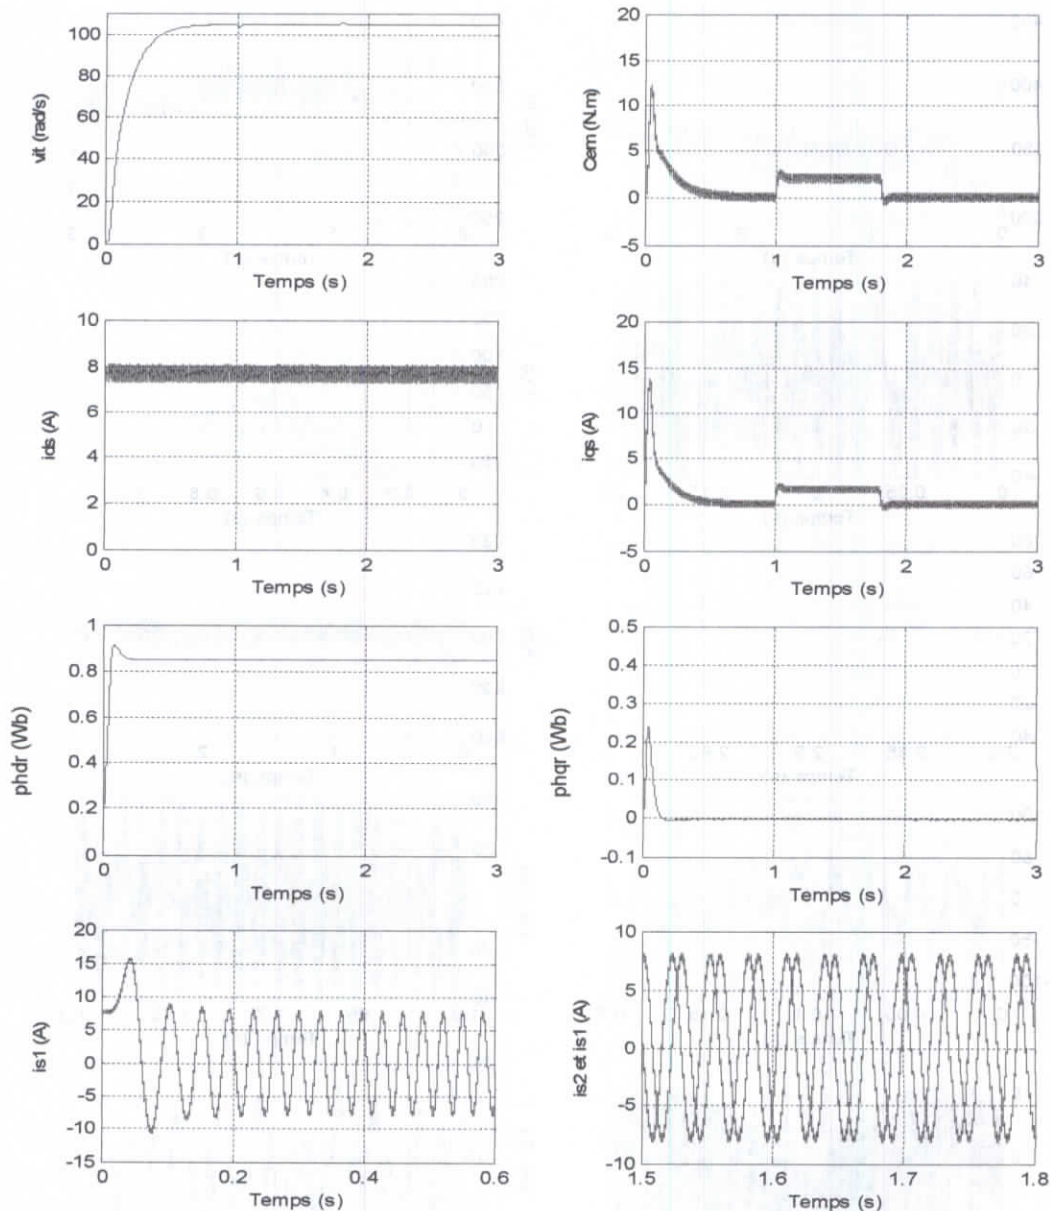 vit (rad/s)
100
80
60
40
20
0
0 1 2 3
Temps (s)
Cem (N.m)
20
15
10
5
0
-5
0 1 2 3
Temps (s)
ids (A)
10
8
6
4
2
0
0 1 2 3
Temps (s)
iqs (A)
20
15
10
5
0
-5
0 1 2 3
Temps (s)
phdr (Wb)
1
0.8
0.6
0.4
0.2
0
0 1 2 3
Temps (s)
phqr (Wb)
0.5
0.4
0.3
0.2
0.1
0
-0.1
0 1 2 3
Temps (s)
is1 (A)
20
15
10
5
0
-5
-10
-15
0 0.2 0.4 0.6
Temps (s)
is2 et is1 (A)
10
5
0
-5
-10
1.5 1.6 1.7 1.8
Temps (s)